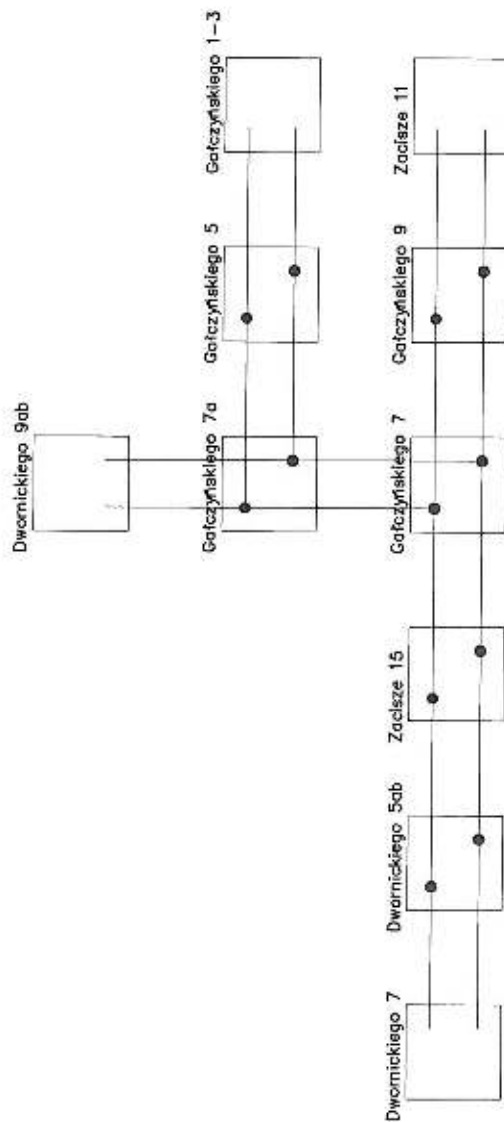 Dwornickiego 9ab
Gałczyńskiego 7a
Gałczyńskiego 5
Gałczyńskiego 1-3
Dwornickiego 7
Dwornickiego 5ab
Zacisze 15
Gałczyńskiego 7
Gałczyńskiego 9
Zacisze 11